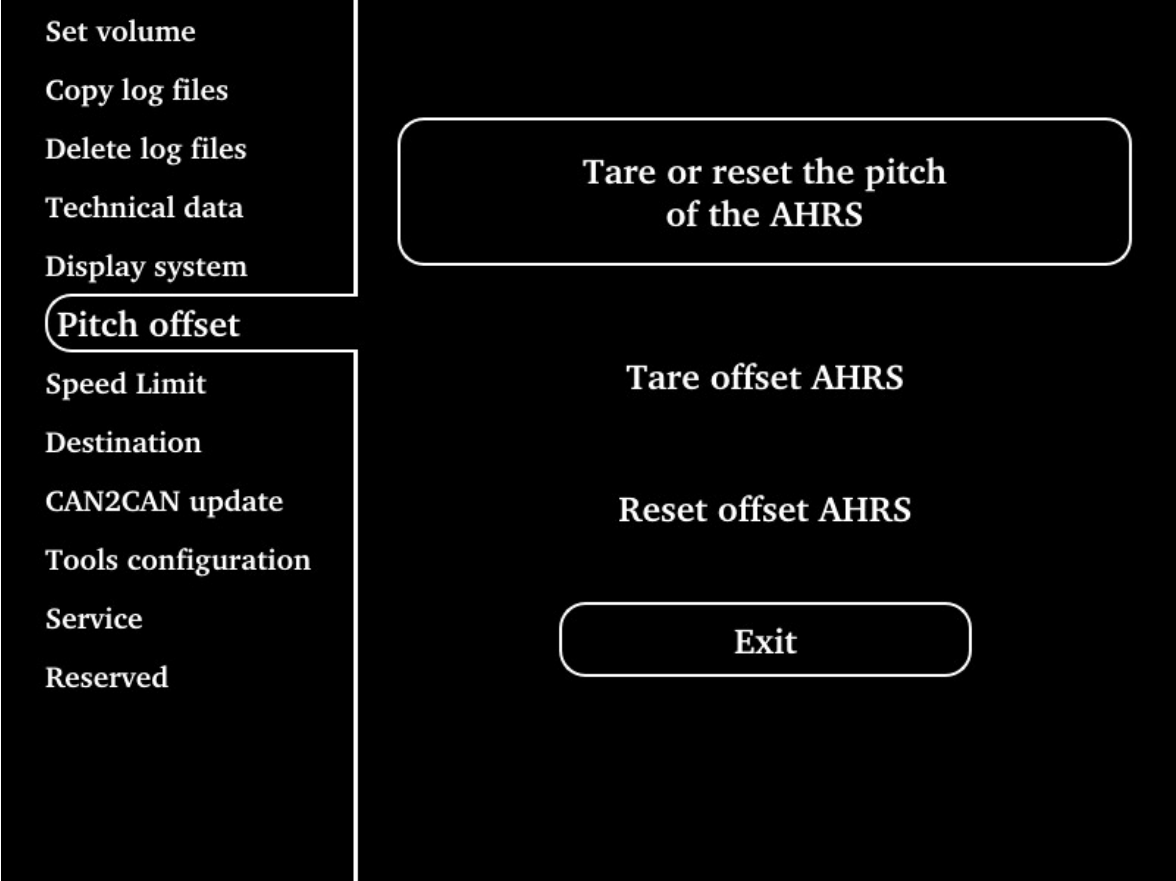 Set volume
Copy log files
Delete log files
Technical data
Display system
Pitch offset
Speed Limit
Destination
CAN2CAN update
Tools configuration
Service
Reserved
Tare or reset the pitch
of the AHRS
Tare offset AHRS
Reset offset AHRS
Exit